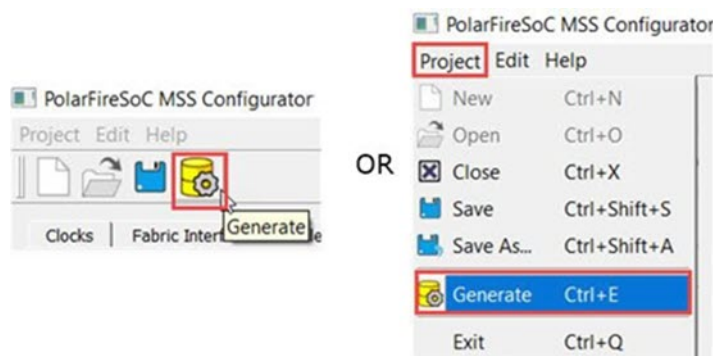 PolarFireSoC MSS Configurator
Project Edit Help
Clocks Fabric Inter
Generate
OR
PolarFireSoC MSS Configurator
Project Edit Help
New Ctrl+N
Open Ctrl+O
Close Ctrl+X
Save Ctrl+Shift+S
Save As... Ctrl+Shift+A
Generate Ctrl+E
Exit Ctrl+Q